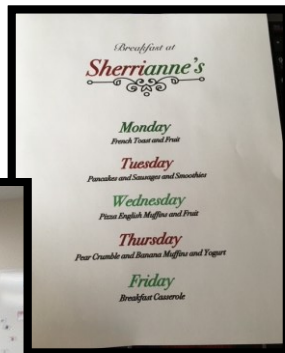 Breakfast at
Sherrianne's
Monday
French Toast and Fruit
Tuesday
Pancakes and Sausages and Smoothies
Wednesday
Pizza English Muffins and Fruit
Thursday
Pear Crumble and Banana Muffins and Yogurt
Friday
Breakfast Casserole